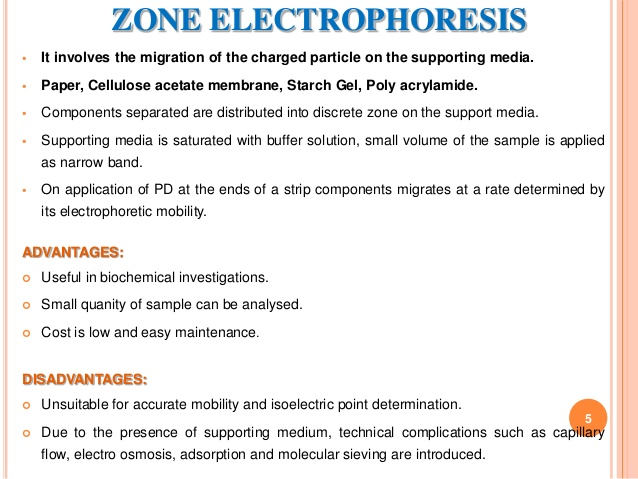 ZONE ELECTROPHORESIS
▪ It involves the migration of the charged particle on the supporting media.
▪ Paper, Cellulose acetate membrane, Starch Gel, Poly acrylamide.
▪ Components separated are distributed into discrete zone on the support media.
▪ Supporting media is saturated with buffer solution, small volume of the sample is applied
as narrow band.
▪ On application of PD at the ends of a strip components migrates at a rate determined by
its electrophoretic mobility.
ADVANTAGES:
Useful in biochemical investigations.
Small quanity of sample can be analysed.
Cost is low and easy maintenance.
DISADVANTAGES:
Unsuitable for accurate mobility and isoelectric point determination.
5
Due to the presence of supporting medium, technical complications such as capillary
flow, electro osmosis, adsorption and molecular sieving are introduced.